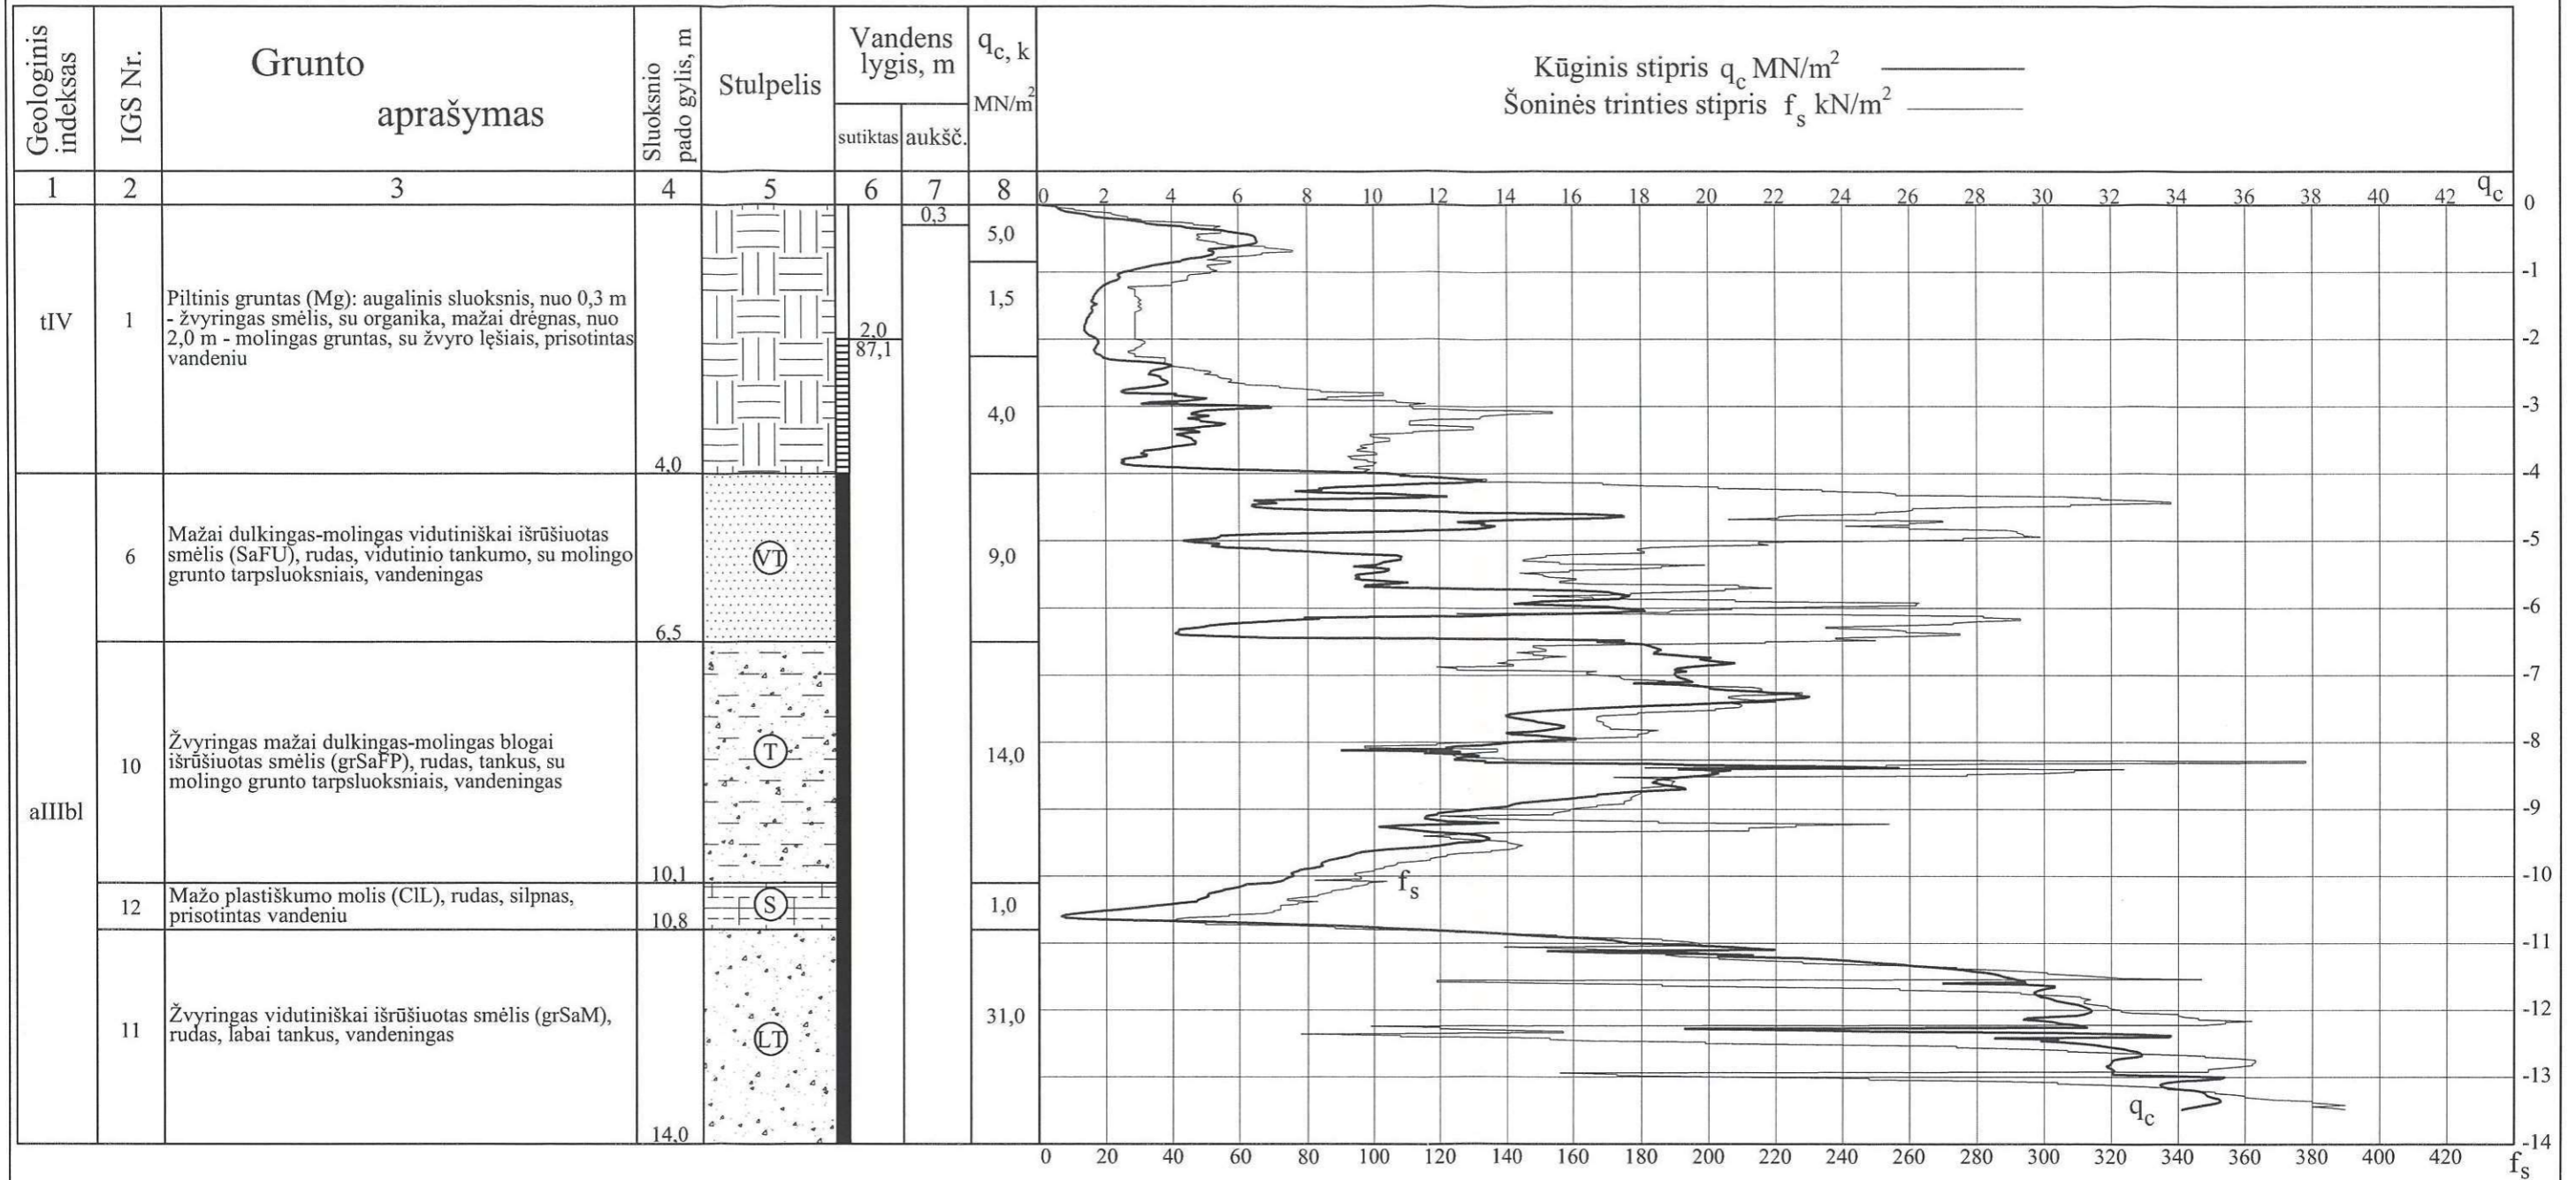 Geologinis
indeksas
IGS Nr.
Grunto
aprašymas
Sluoksnio
pado gylis, m
Stulpelis
Vandens
lygis, m
sutiktas
aukšč.
qc, k
MN/m²
Kūginis stipris qc MN/m²
Šoninės trinties stipris fs kN/m²
1 2 3 4 5 6 7 8
0 2 4 6 8 10 12 14 16 18 20 22 24 26 28 30 32 34 36 38 40 42 qc
0
-1
-2
-3
-4
-5
-6
-7
-8
-9
-10
-11
-12
-13
-14
tIV
1
Piltinis gruntas (Mg): augalinis sluoksnis, nuo 0,3 m
- žvyringas smėlis, su organika, mažai drėgnas, nuo
2,0 m - molingas gruntas, su žvyro lęšiais, prisotintas
vandeniu
4,0
2,0
87,1
0,3
5,0
1,5
4,0
aIIIbl
6
Mažai dulkingas-molingas vidutiniškai išrūšiuotas
smėlis (SaFU), rudas, vidutinio tankumo, su molingo
grunto tarpsluoksniais, vandeningas
6,5
VT
9,0
10
Žvyringas mažai dulkingas-molingas blogai
išrūšiuotas smėlis (grSaFP), rudas, tankus, su
molingo grunto tarpsluoksniais, vandeningas
10,1
T
14,0
12
Mažo plastiškumo molis (ClL), rudas, silpnas,
prisotintas vandeniu
10,8
S
1,0
11
Žvyringas vidutiniškai išrūšiuotas smėlis (grSaM),
rudas, labai tankus, vandeningas
14,0
LT
31,0
fs
qc
0 20 40 60 80 100 120 140 160 180 200 220 240 260 280 300 320 340 360 380 400 420 fs